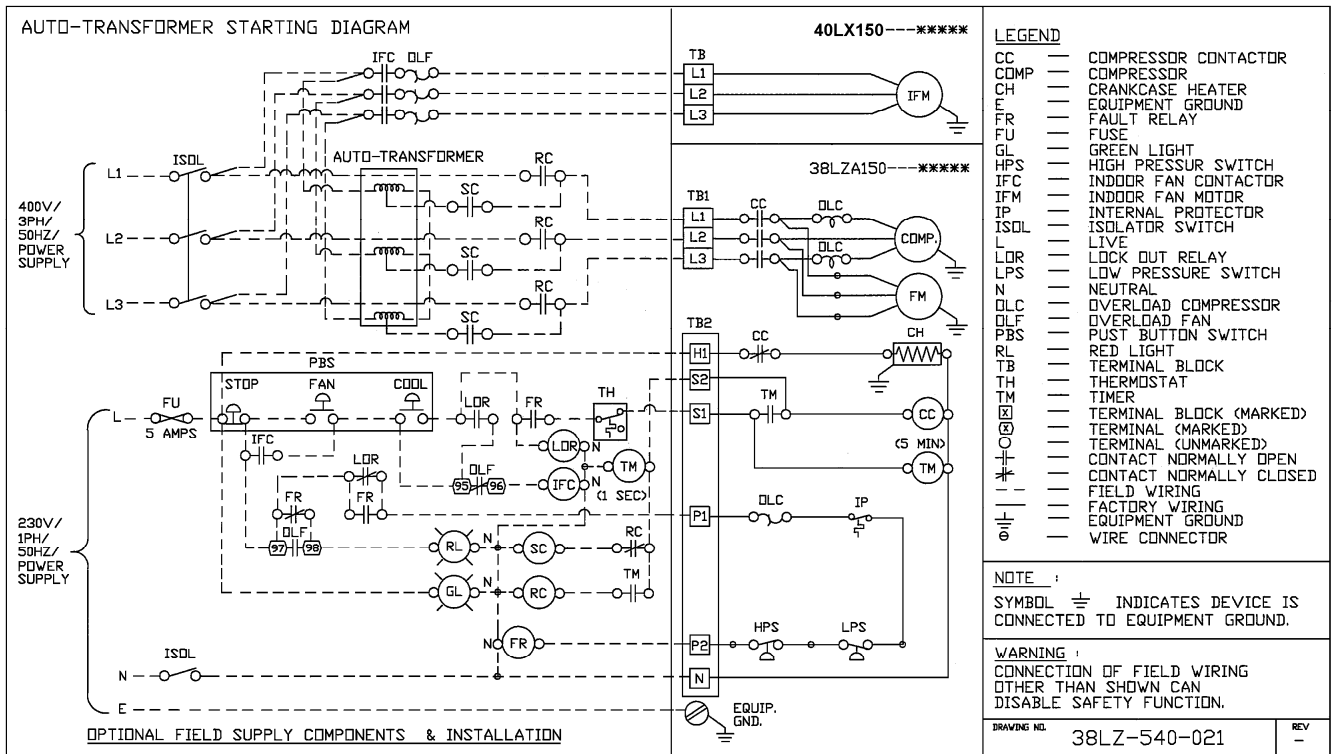 AUTO-TRANSFORMER STARTING DIAGRAM
40LX150---*****
IFC OLF
TB
L1
L2
L3
IFM
38LZA150---*****
ISOL
AUTO-TRANSFORMER
RC
SC
RC
SC
RC
SC
400V/
3PH/
50HZ/
POWER
SUPPLY
L1
L2
L3
TB1
L1
L2
L3
CC
OLC
OLC
COMP.
FM
TB2
H1
S2
S1
P1
P2
N
CC
CH
TM
CC
(5 MIN)
TM
OLC
IP
HPS
LPS
PBS
STOP FAN COOL
L
FU
5 AMPS
LOR
FR
TH
IFC
LOR
N
TM
(1 SEC)
OLF
95 96
IFC
N
LOR
FR
FR
OLF
97 98
RL
N
SC
RC
GL
N
RC
TM
N
FR
230V/
1PH/
50HZ/
POWER
SUPPLY
ISOL
N
E
EQUIP.
GND.
OPTIONAL FIELD SUPPLY COMPONENTS & INSTALLATION
LEGEND
CC — COMPRESSOR CONTACTOR
COMP — COMPRESSOR
CH — CRANKCASE HEATER
E — EQUIPMENT GROUND
FR — FAULT RELAY
FU — FUSE
GL — GREEN LIGHT
HPS — HIGH PRESSUR SWITCH
IFC — INDOOR FAN CONTACTOR
IFM — INDOOR FAN MOTOR
IP — INTERNAL PROTECTOR
ISOL — ISOLATOR SWITCH
L — LIVE
LOR — LOCK OUT RELAY
LPS — LOW PRESSURE SWITCH
N — NEUTRAL
OLC — OVERLOAD COMPRESSOR
OLF — OVERLOAD FAN
PBS — PUST BUTTON SWITCH
RL — RED LIGHT
TB — TERMINAL BLOCK
TH — THERMOSTAT
TM — TIMER
X — TERMINAL BLOCK (MARKED)
X — TERMINAL (MARKED)
— TERMINAL (UNMARKED)
— CONTACT NORMALLY OPEN
— CONTACT NORMALLY CLOSED
— FIELD WIRING
— FACTORY WIRING
— EQUIPMENT GROUND
— WIRE CONNECTOR
NOTE :
SYMBOL ⏚ INDICATES DEVICE IS
CONNECTED TO EQUIPMENT GROUND.
WARNING :
CONNECTION OF FIELD WIRING
OTHER THAN SHOWN CAN
DISABLE SAFETY FUNCTION.
DRAWING NO.
38LZ-540-021
REV
-